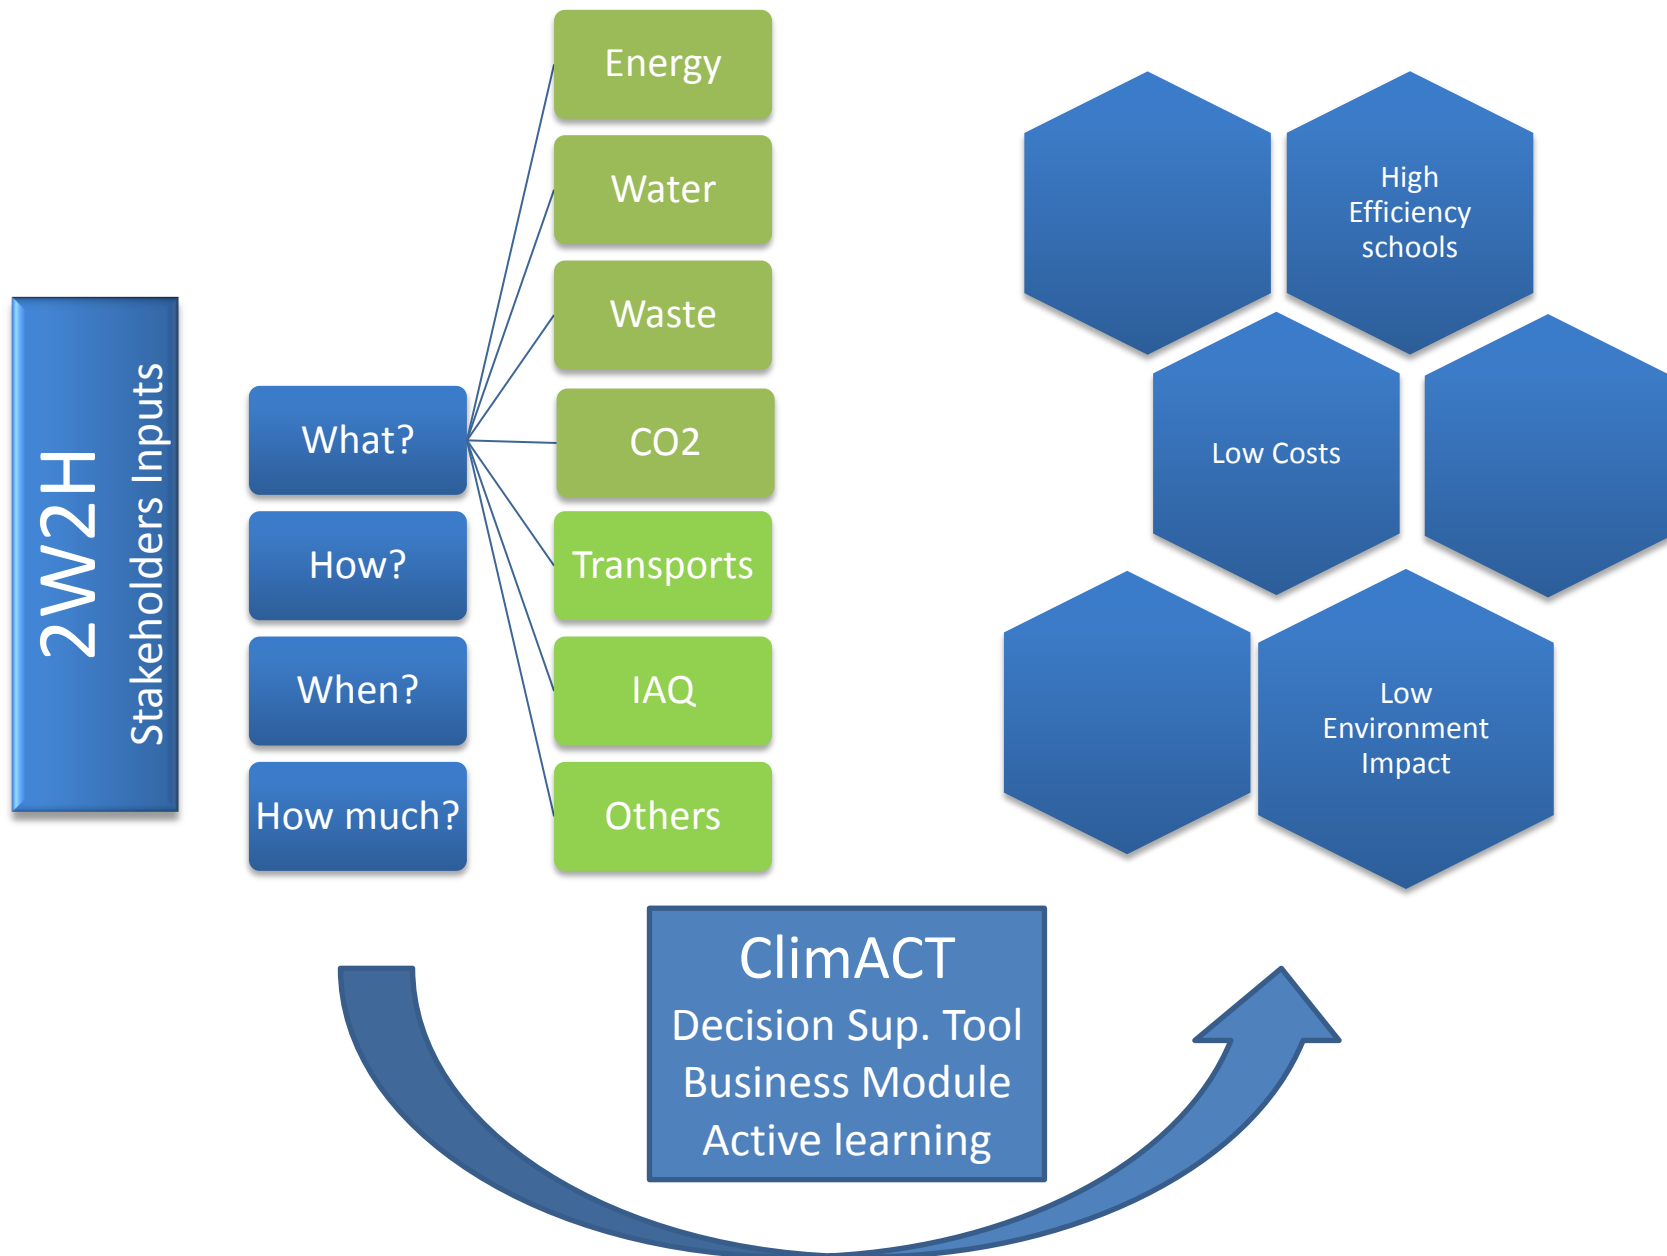 2W2H
Stakeholders Inputs
What?
How?
When?
How much?
Energy
Water
Waste
CO2
Transports
IAQ
Others
High
Efficiency
schools
Low Costs
Low
Environment
Impact
ClimACT
Decision Sup. Tool
Business Module
Active learning